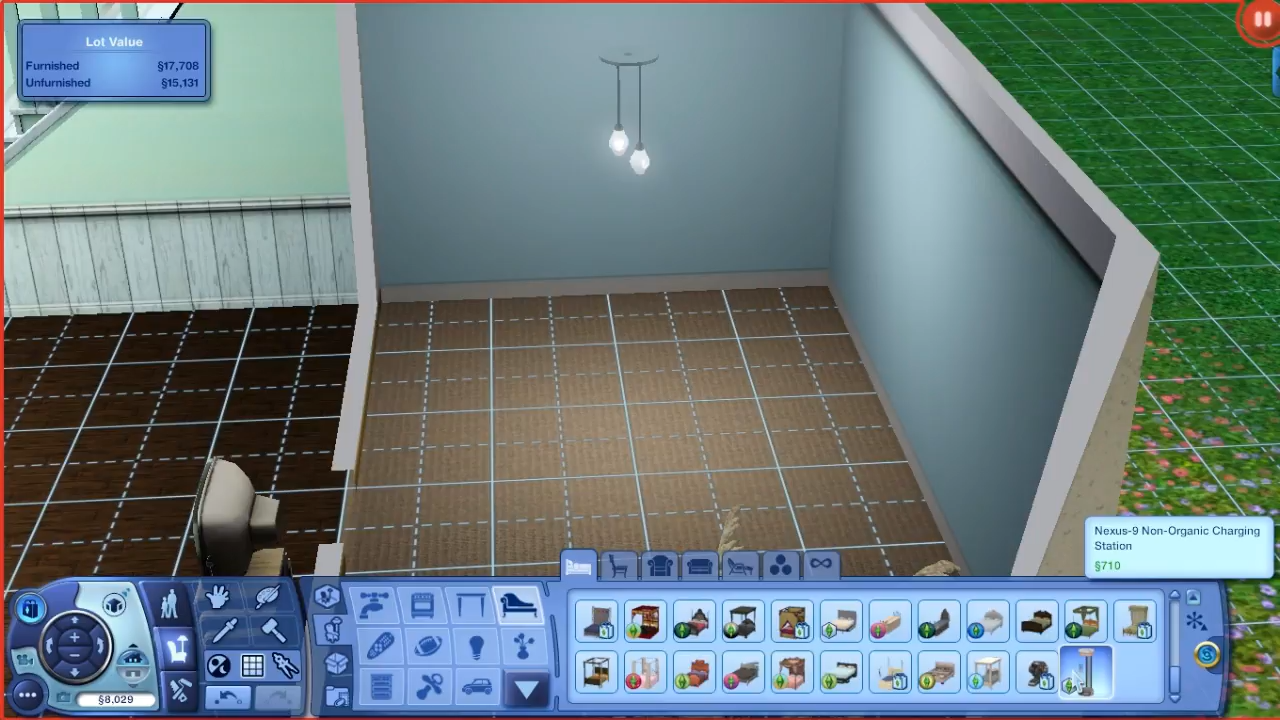 Lot Value
Furnished §17,708
Unfurnished §15,131
Nexus-9 Non-Organic Charging
Station
§710
§8,029